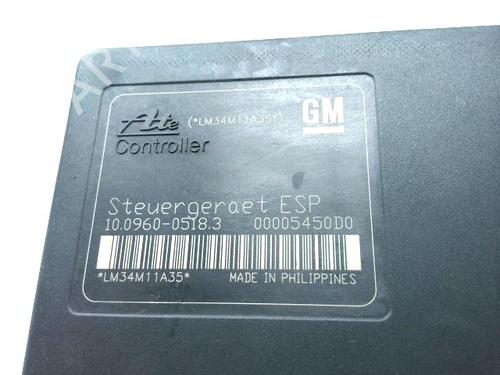 Ate (*LM34M11A35*) GM
Controller
Steuergeraet ESP
10.0960-0518.3 00005450D0
*LM34M11A35* MADE IN PHILIPPINES